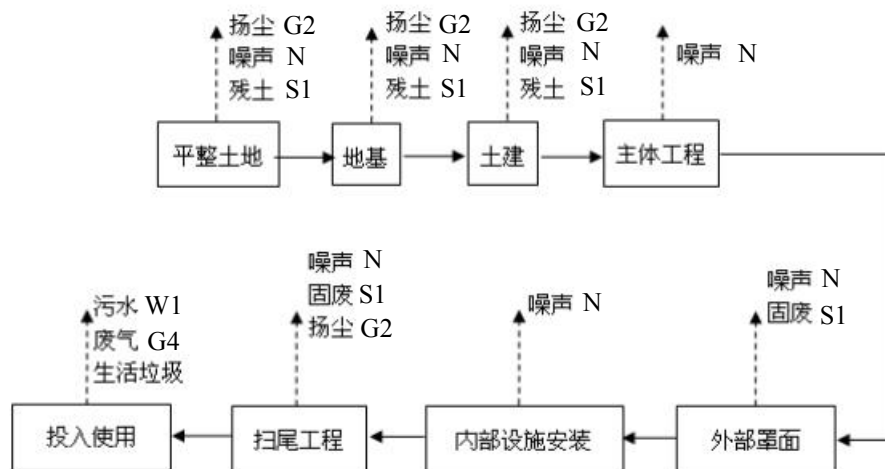 扬尘 G2
噪声 N
残土 S1
扬尘 G2
噪声 N
残土 S1
扬尘 G2
噪声 N
残土 S1
噪声 N
平整土地
地基
土建
主体工程
污水 W1
废气 G4
生活垃圾
噪声 N
固废 S1
扬尘 G2
噪声 N
噪声 N
固废 S1
投入使用
扫尾工程
内部设施安装
外部罩面